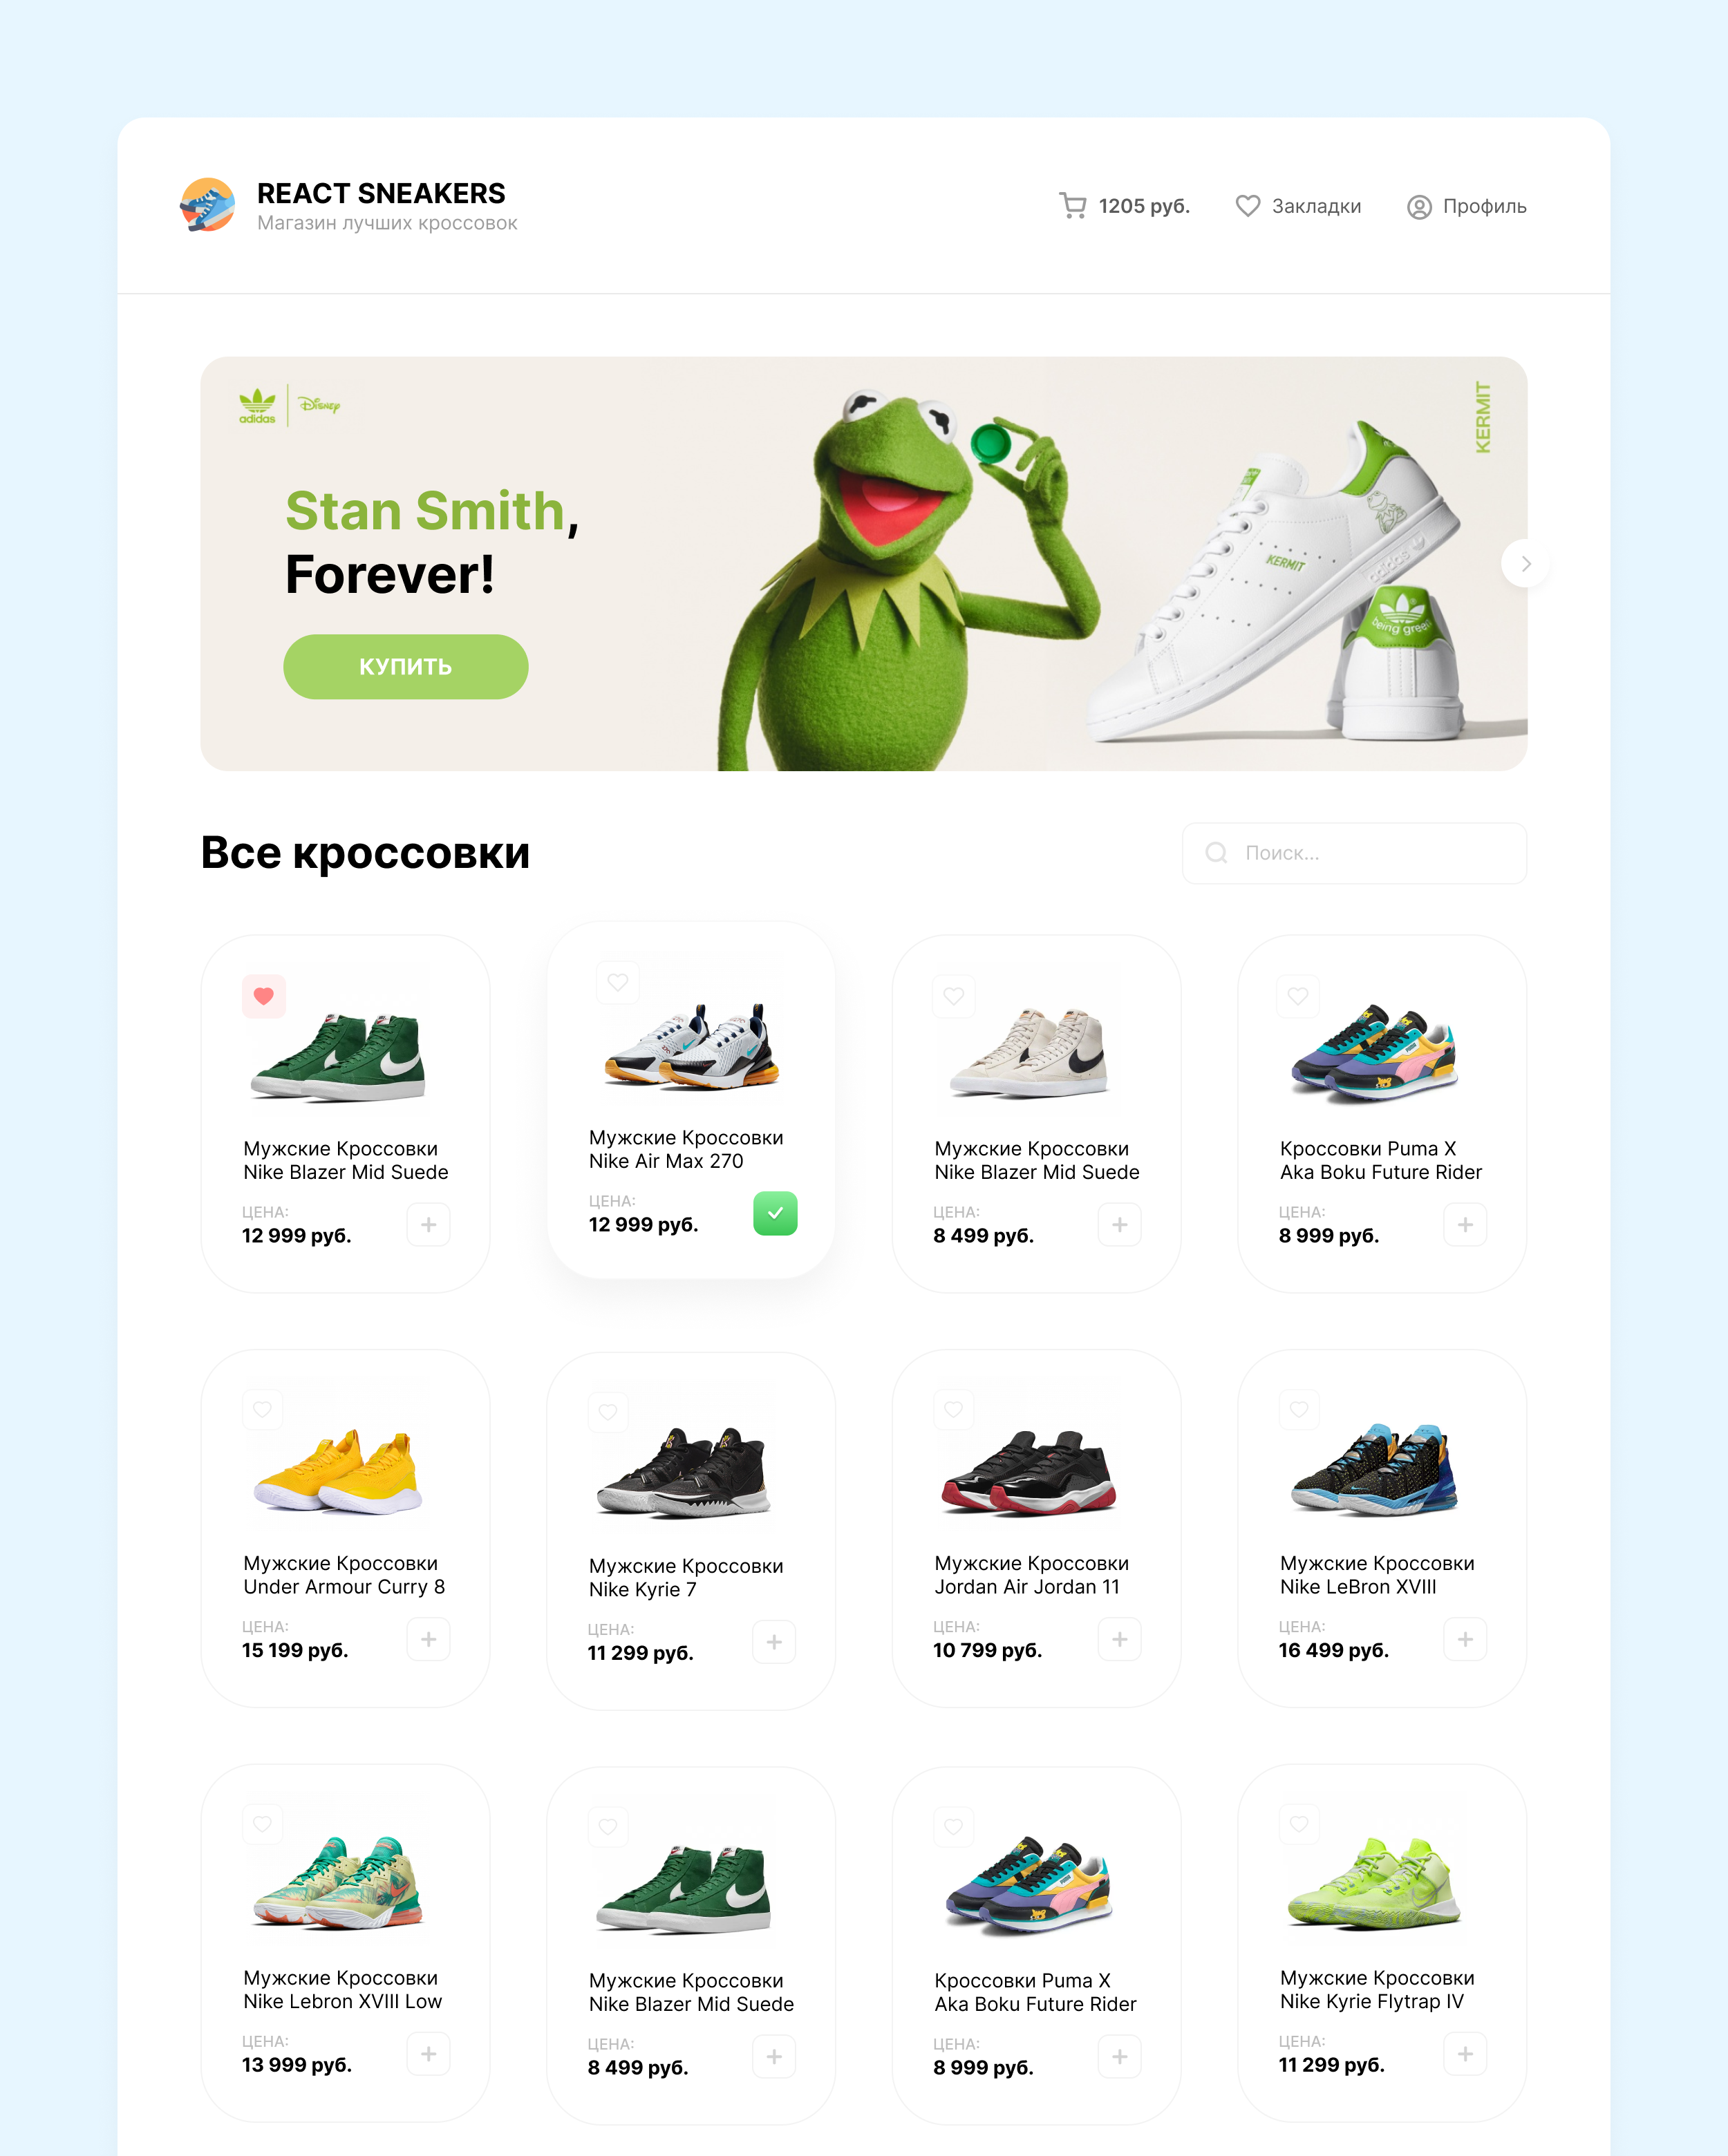 REACT SNEAKERS
Магазин лучших кроссовок
1205 руб.
Закладки
Профиль
adidas
Disney
KERMIT
Stan Smith,
Forever!
КУПИТЬ
KERMIT
adidas
being green
Все кроссовки
Поиск...
Мужские Кроссовки
Nike Blazer Mid Suede
ЦЕНА:
12 999 руб.
Мужские Кроссовки
Nike Air Max 270
ЦЕНА:
12 999 руб.
Мужские Кроссовки
Nike Blazer Mid Suede
ЦЕНА:
8 499 руб.
Кроссовки Puma X
Aka Boku Future Rider
ЦЕНА:
8 999 руб.
Мужские Кроссовки
Under Armour Curry 8
ЦЕНА:
15 199 руб.
Мужские Кроссовки
Nike Kyrie 7
ЦЕНА:
11 299 руб.
Мужские Кроссовки
Jordan Air Jordan 11
ЦЕНА:
10 799 руб.
Мужские Кроссовки
Nike LeBron XVIII
ЦЕНА:
16 499 руб.
Мужские Кроссовки
Nike Lebron XVIII Low
ЦЕНА:
13 999 руб.
Мужские Кроссовки
Nike Blazer Mid Suede
ЦЕНА:
8 499 руб.
Кроссовки Puma X
Aka Boku Future Rider
ЦЕНА:
8 999 руб.
Мужские Кроссовки
Nike Kyrie Flytrap IV
ЦЕНА:
11 299 руб.